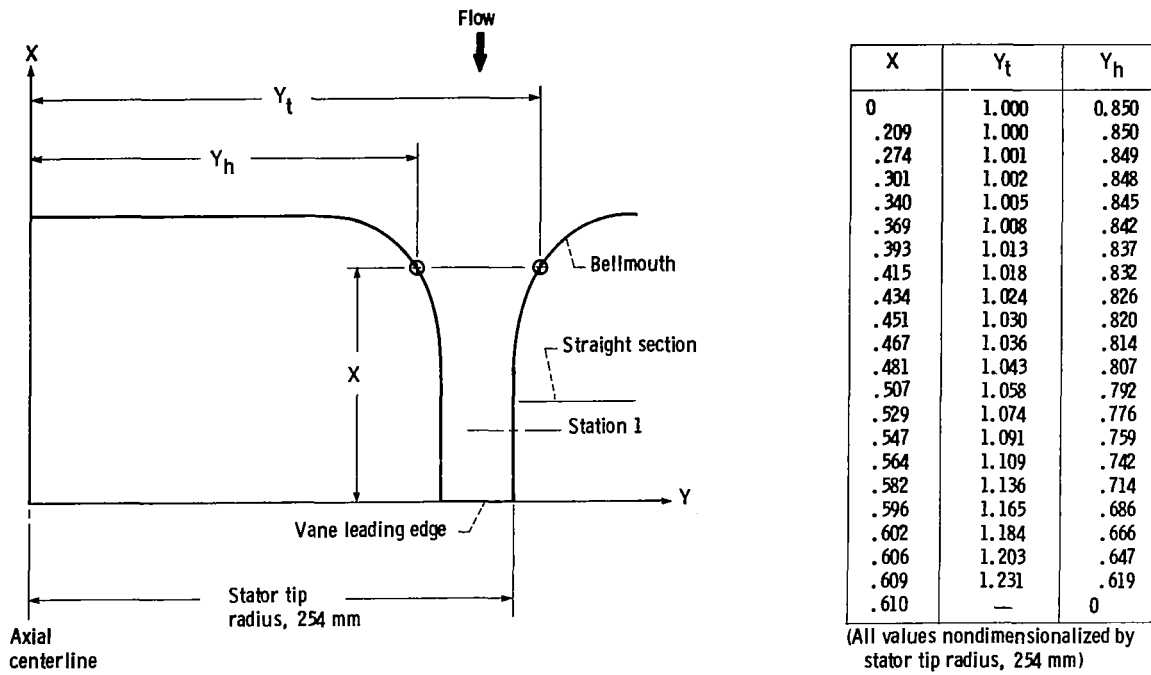 Flow
X
Yt
Yh
Bellmouth
Straight section
X
Station 1
Y
Vane leading edge
Stator tip
radius, 254 mm
Axial
centerline
X Yt Yh
0 1.000 0.850
.209 1.000 .850
.274 1.001 .849
.301 1.002 .848
.340 1.005 .845
.369 1.008 .842
.393 1.013 .837
.415 1.018 .832
.434 1.024 .826
.451 1.030 .820
.467 1.036 .814
.481 1.043 .807
.507 1.058 .792
.529 1.074 .776
.547 1.091 .759
.564 1.109 .742
.582 1.136 .714
.596 1.165 .686
.602 1.184 .666
.606 1.203 .647
.609 1.231 .619
.610 — 0
(All values nondimensionalized by
stator tip radius, 254 mm)